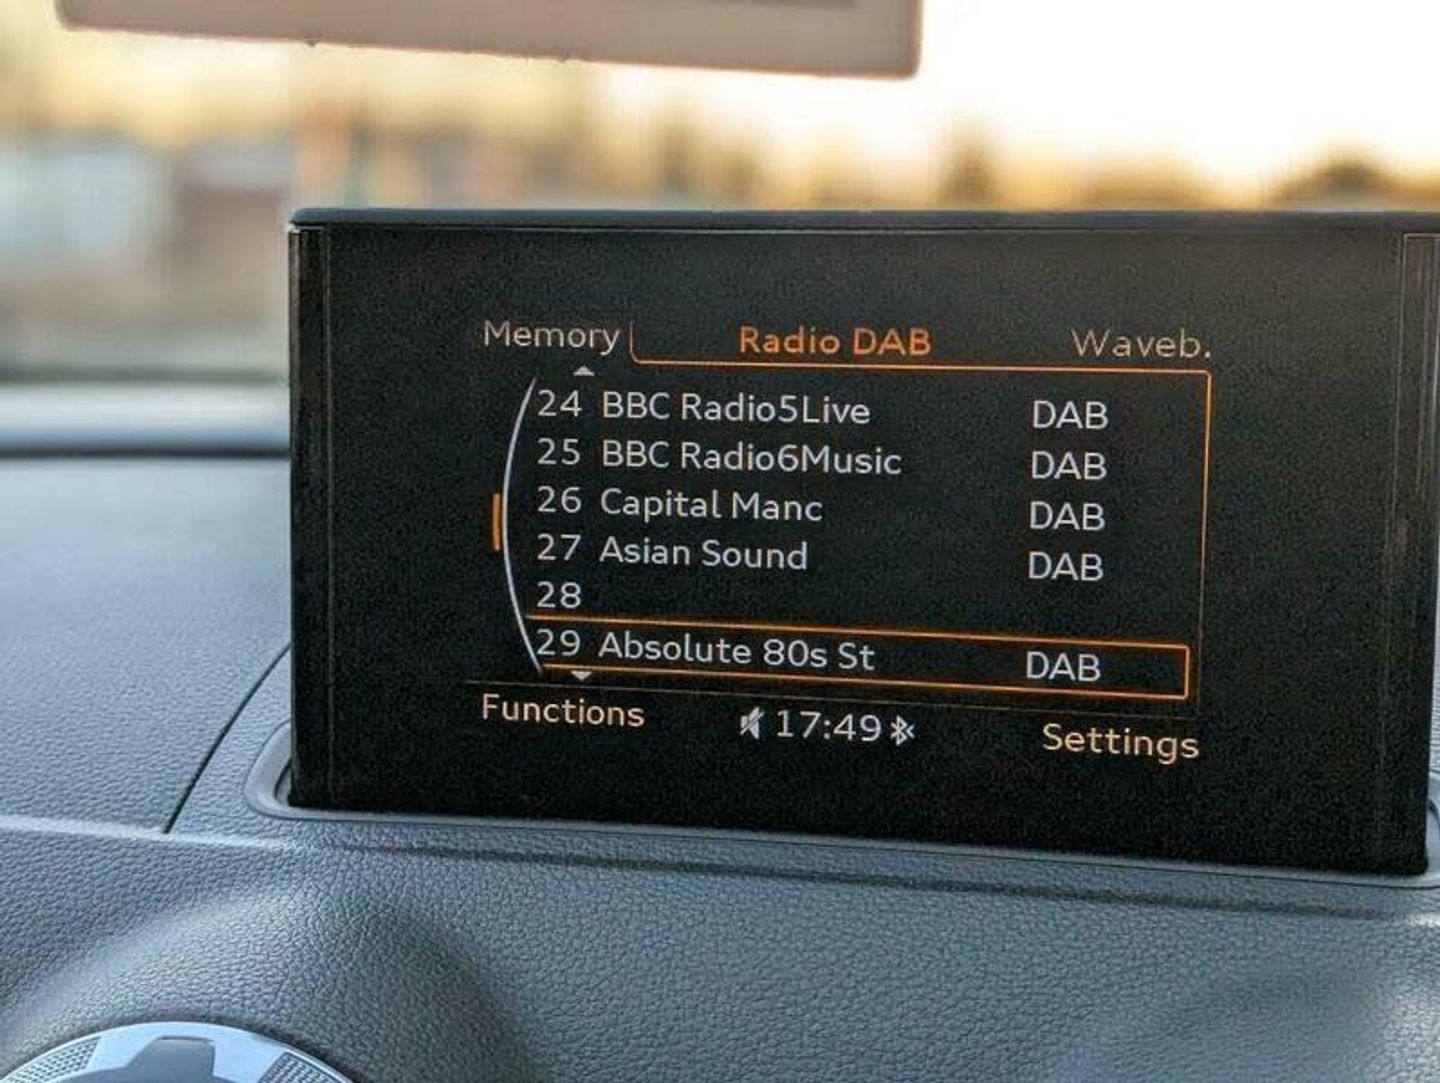 Memory Radio DAB Waveb.
24 BBC Radio5Live DAB
25 BBC Radio6Music DAB
26 Capital Manc DAB
27 Asian Sound DAB
28
29 Absolute 80s St DAB
Functions 17:49 Settings